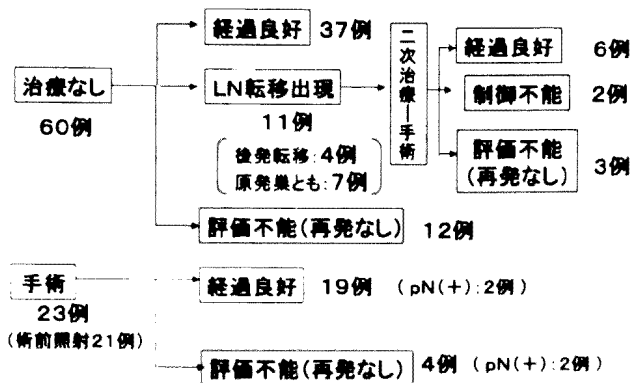 治療なし
60例
経過良好 37例
LN転移出現
11例
後発転移:4例
原発巣とも:7例
二次治療―手術
経過良好 6例
制御不能 2例
評価不能
(再発なし) 3例
評価不能(再発なし) 12例
手術
23例
(術前照射21例)
経過良好 19例 (pN(+):2例)
評価不能(再発なし) 4例 (pN(+):2例)